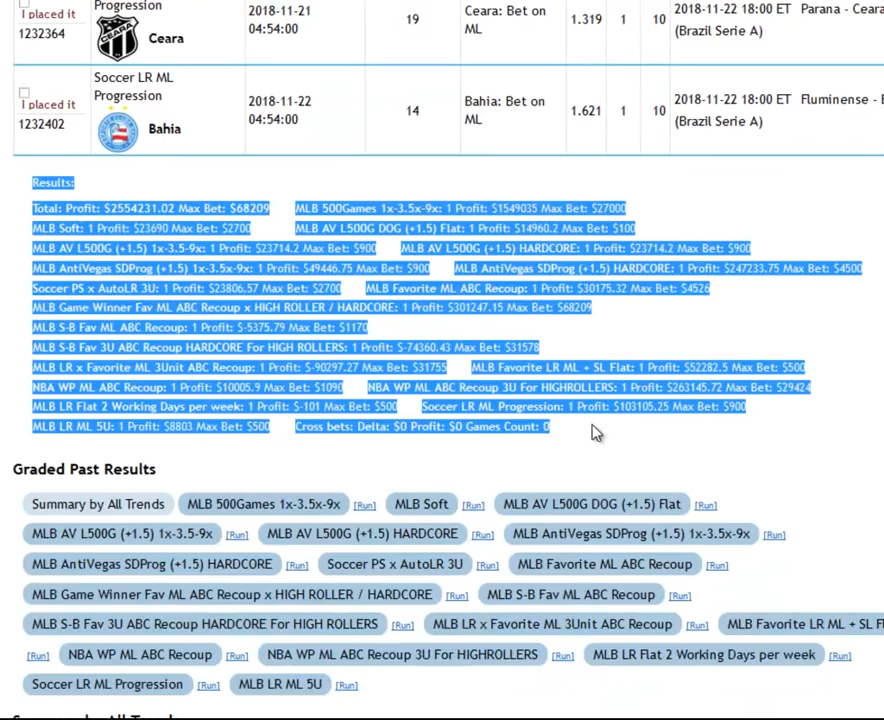 Progression
I placed it
1232364
CEARA
Ceara
2018-11-21
04:54:00
19
Ceara: Bet on
ML
1.319
1
10
2018-11-22 18:00 ET Parana - Ceara
(Brazil Serie A)
Soccer LR ML
Progression
I placed it
1232402
Bahia
2018-11-22
04:54:00
14
Bahia: Bet on
ML
1.621
1
10
2018-11-22 18:00 ET Fluminense -
(Brazil Serie A)
Results:
Total: Profit: $2554231.02 Max Bet: $68209 MLB 500Games 1x-3.5x-9x: 1 Profit: $1549035 Max Bet: $27000
MLB Soft: 1 Profit: $23690 Max Bet: $2700 MLB AV L500G DOG (+1.5) Flat: 1 Profit: $14960.2 Max Bet: $100
MLB AV L500G (+1.5) 1x-3.5-9x: 1 Profit: $23714.2 Max Bet: $900 MLB AV L500G (+1.5) HARDCORE: 1 Profit: $23714.2 Max Bet: $900
MLB AntiVegas SDProg (+1.5) 1x-3.5x-9x: 1 Profit: $49446.75 Max Bet: $900 MLB AntiVegas SDProg (+1.5) HARDCORE: 1 Profit: $247233.75 Max Bet: $4500
Soccer PS x AutoLR 3U: 1 Profit: $23806.57 Max Bet: $2700 MLB Favorite ML ABC Recoup: 1 Profit: $30175.32 Max Bet: $4526
MLB Game Winner Fav ML ABC Recoup x HIGH ROLLER / HARDCORE: 1 Profit: $301247.15 Max Bet: $68209
MLB S-B Fav ML ABC Recoup: 1 Profit: $-5375.79 Max Bet: $1170
MLB S-B Fav 3U ABC Recoup HARDCORE For HIGH ROLLERS: 1 Profit: $-74360.43 Max Bet: $31578
MLB LR x Favorite ML 3Unit ABC Recoup: 1 Profit: $-90297.27 Max Bet: $31755 MLB Favorite LR ML + SL Flat: 1 Profit: $52282.5 Max Bet: $500
NBA WP ML ABC Recoup: 1 Profit: $10005.9 Max Bet: $1090 NBA WP ML ABC Recoup 3U For HIGHROLLERS: 1 Profit: $263145.72 Max Bet: $29424
MLB LR Flat 2 Working Days per week: 1 Profit: $-101 Max Bet: $500 Soccer LR ML Progression: 1 Profit: $103105.25 Max Bet: $900
MLB LR ML 5U: 1 Profit: $8803 Max Bet: $500 Cross bets: Delta: $0 Profit: $0 Games Count: 0
Graded Past Results
Summary by All Trends MLB 500Games 1x-3.5x-9x [Run] MLB Soft [Run] MLB AV L500G DOG (+1.5) Flat [Run]
MLB AV L500G (+1.5) 1x-3.5-9x [Run] MLB AV L500G (+1.5) HARDCORE [Run] MLB AntiVegas SDProg (+1.5) 1x-3.5x-9x [Run]
MLB AntiVegas SDProg (+1.5) HARDCORE [Run] Soccer PS x AutoLR 3U [Run] MLB Favorite ML ABC Recoup [Run]
MLB Game Winner Fav ML ABC Recoup x HIGH ROLLER / HARDCORE [Run] MLB S-B Fav ML ABC Recoup [Run]
MLB S-B Fav 3U ABC Recoup HARDCORE For HIGH ROLLERS [Run] MLB LR x Favorite ML 3Unit ABC Recoup [Run] MLB Favorite LR ML + SL Fl
[Run] NBA WP ML ABC Recoup [Run] NBA WP ML ABC Recoup 3U For HIGHROLLERS [Run] MLB LR Flat 2 Working Days per week [Run]
Soccer LR ML Progression [Run] MLB LR ML 5U [Run]